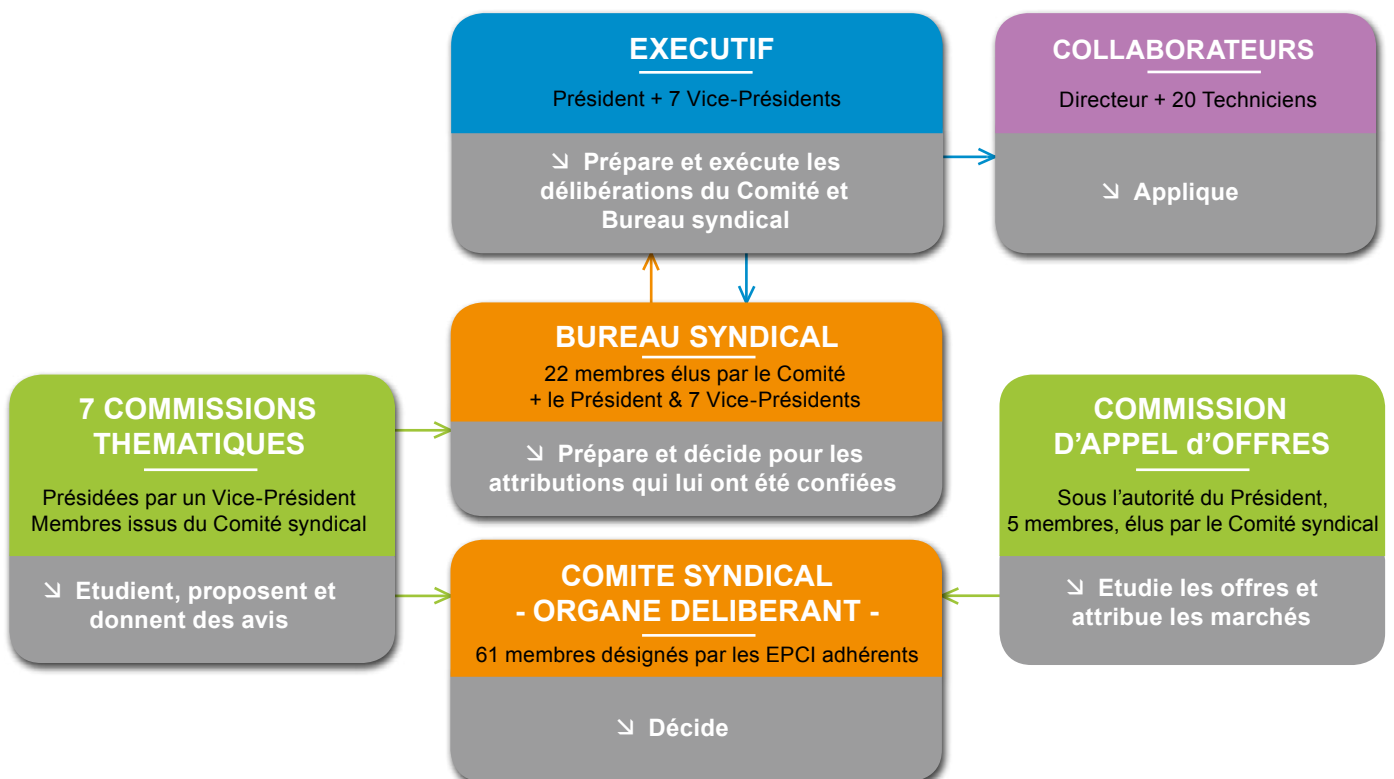 EXECUTIF
Président + 7 Vice-Présidents
↘ Prépare et exécute les
délibérations du Comité et
Bureau syndical
COLLABORATEURS
Directeur + 20 Techniciens
↘ Applique
BUREAU SYNDICAL
22 membres élus par le Comité
+ le Président & 7 Vice-Présidents
↘ Prépare et décide pour les
attributions qui lui ont été confiées
7 COMMISSIONS
THEMATIQUES
Présidées par un Vice-Président
Membres issus du Comité syndical
↘ Etudient, proposent et
donnent des avis
COMMISSION
D'APPEL d'OFFRES
Sous l'autorité du Président,
5 membres, élus par le Comité syndical
↘ Etudie les offres et
attribue les marchés
COMITE SYNDICAL
- ORGANE DELIBERANT -
61 membres désignés par les EPCI adhérents
↘ Décide